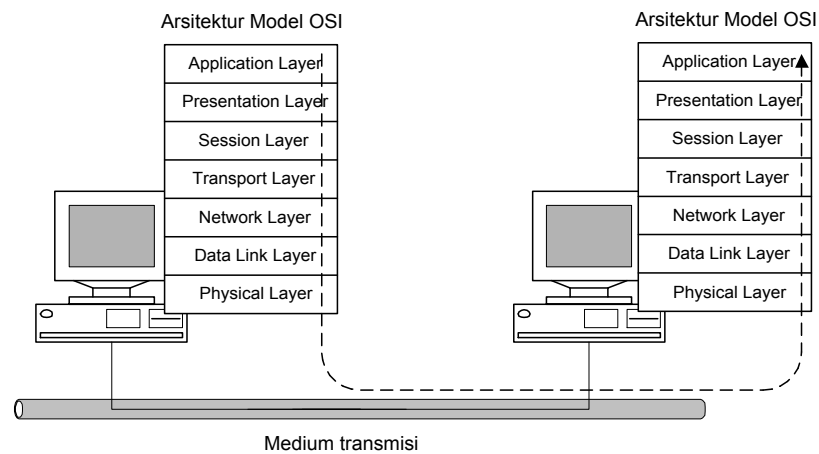 Arsitektur Model OSI
Application Layer
Presentation Layer
Session Layer
Transport Layer
Network Layer
Data Link Layer
Physical Layer
Arsitektur Model OSI
Application Layer
Presentation Layer
Session Layer
Transport Layer
Network Layer
Data Link Layer
Physical Layer
Medium transmisi